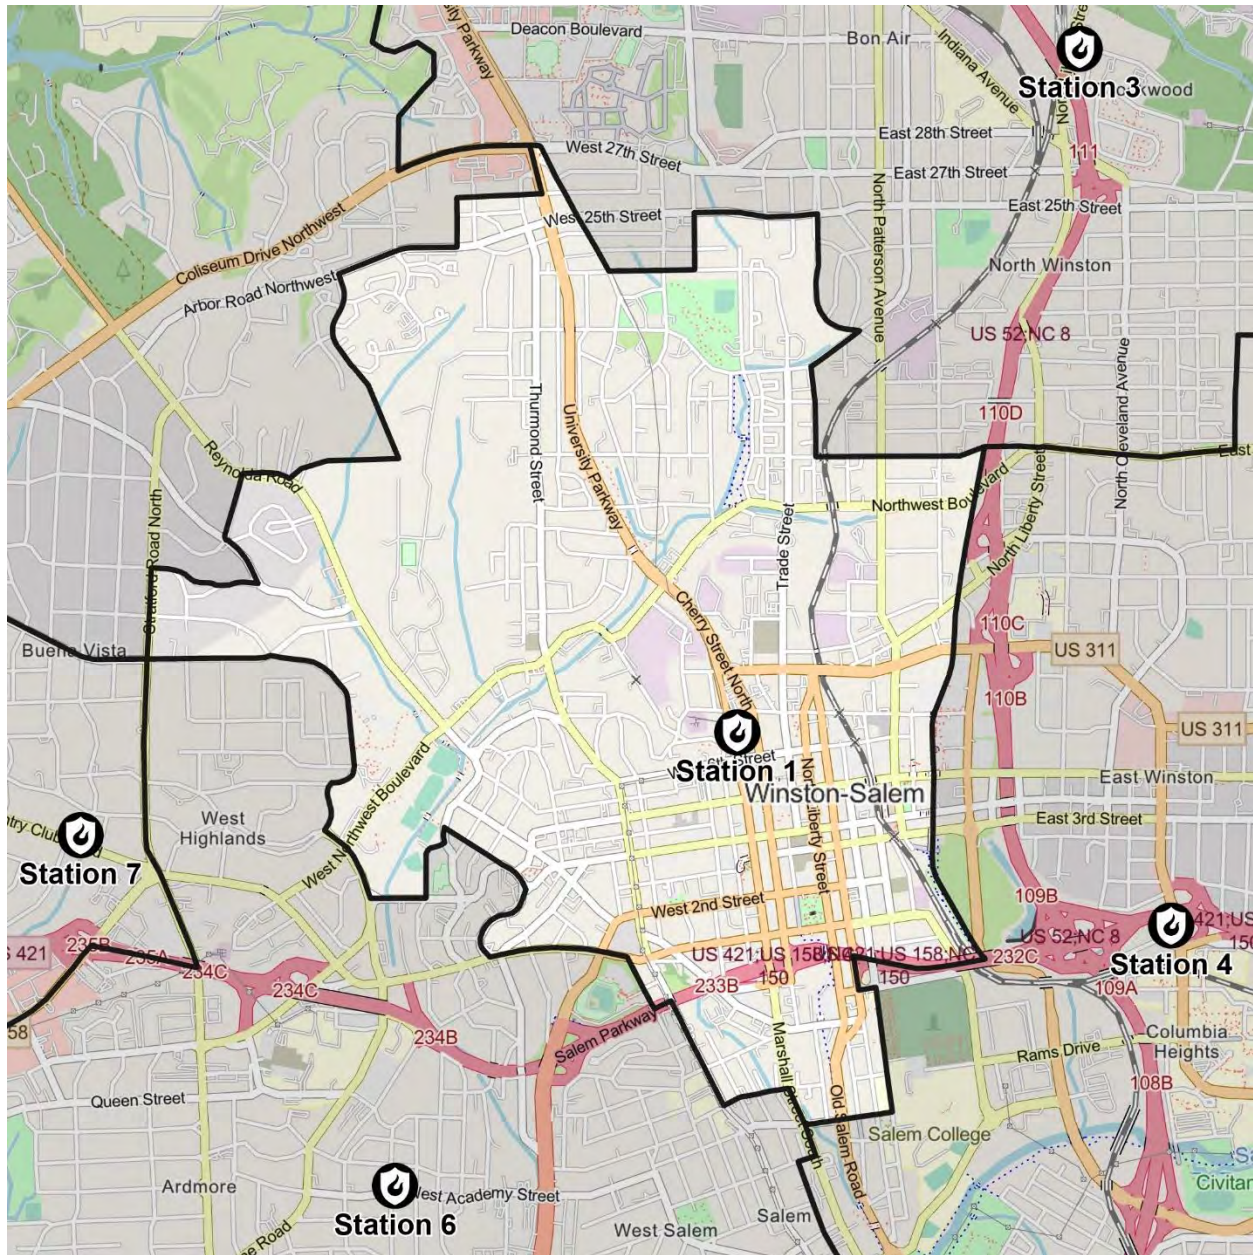 Deacon Boulevard
Bon Air
Indiana Avenue
Station 3
East 28th Street
West 27th Street
East 27th Street
111
East 25th Street
West 25th Street
North Patterson Avenue
Coliseum Drive Northwest
Arbor Road Northwest
North Winston
US 52;NC 8
North Cleveland Avenue
Thurmond Street
University Parkway
110D
Reynolda Road
East
Northwest Boulevard
North Liberty Street
Trade Street
Stratford Road North
Cherry Street North
110C
US 311
Buena Vista
110B
US 311
Station 1
Winston-Salem
East Winston
West Northwest Boulevard
East 3rd Street
West
Highlands
Station 7
North Liberty Street
West 2nd Street
109B
US 52;NC 8
Station 4
421
235B
235A
234C
232C
150
150
109A
234C
233B
58
234B
Salem Parkway
Columbia
Heights
Rams Drive
108B
Marshall Street South
Old Salem Road
Queen Street
Salem College
Ardmore
West Academy Street
Station 6
West Salem
Salem
Civitan